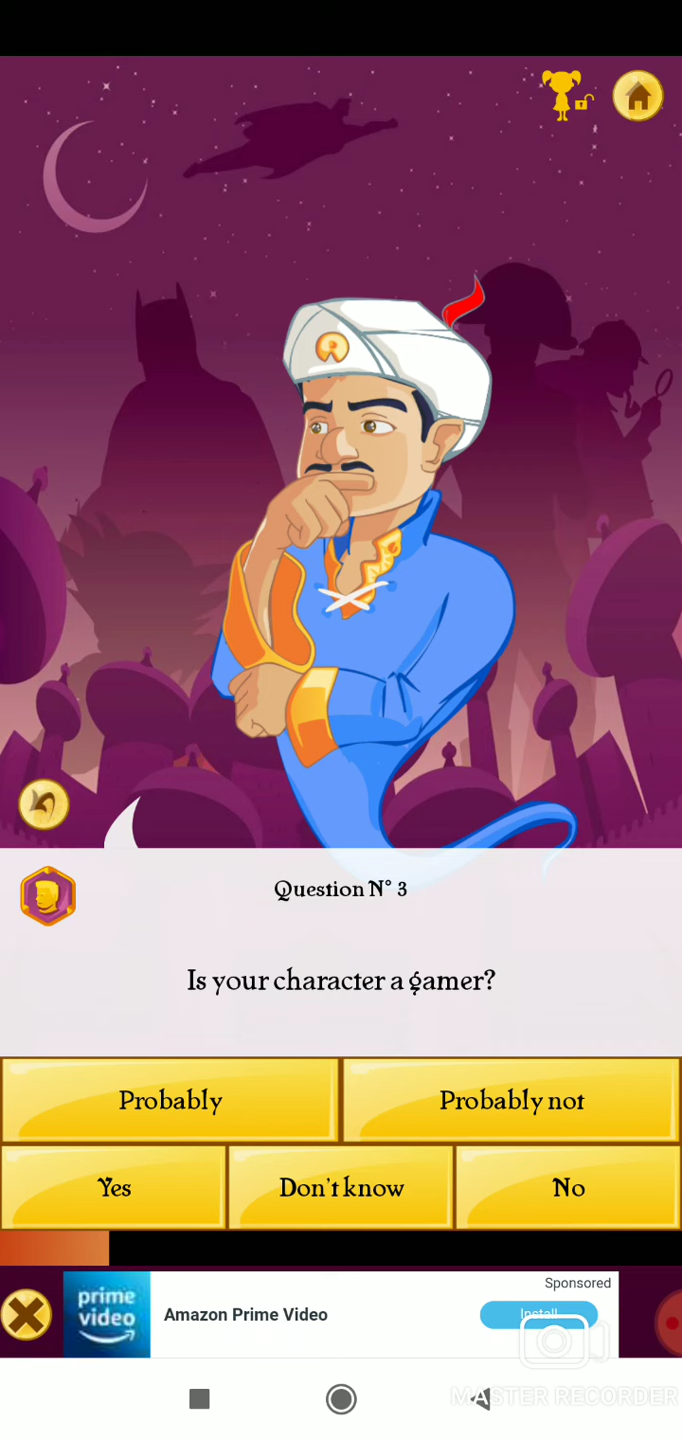 Question N° 3
Is your character a gamer?
Probably
Probably not
Yes
Don't know
No
Sponsored
prime video
Amazon Prime Video
Install
MASTER RECORDER